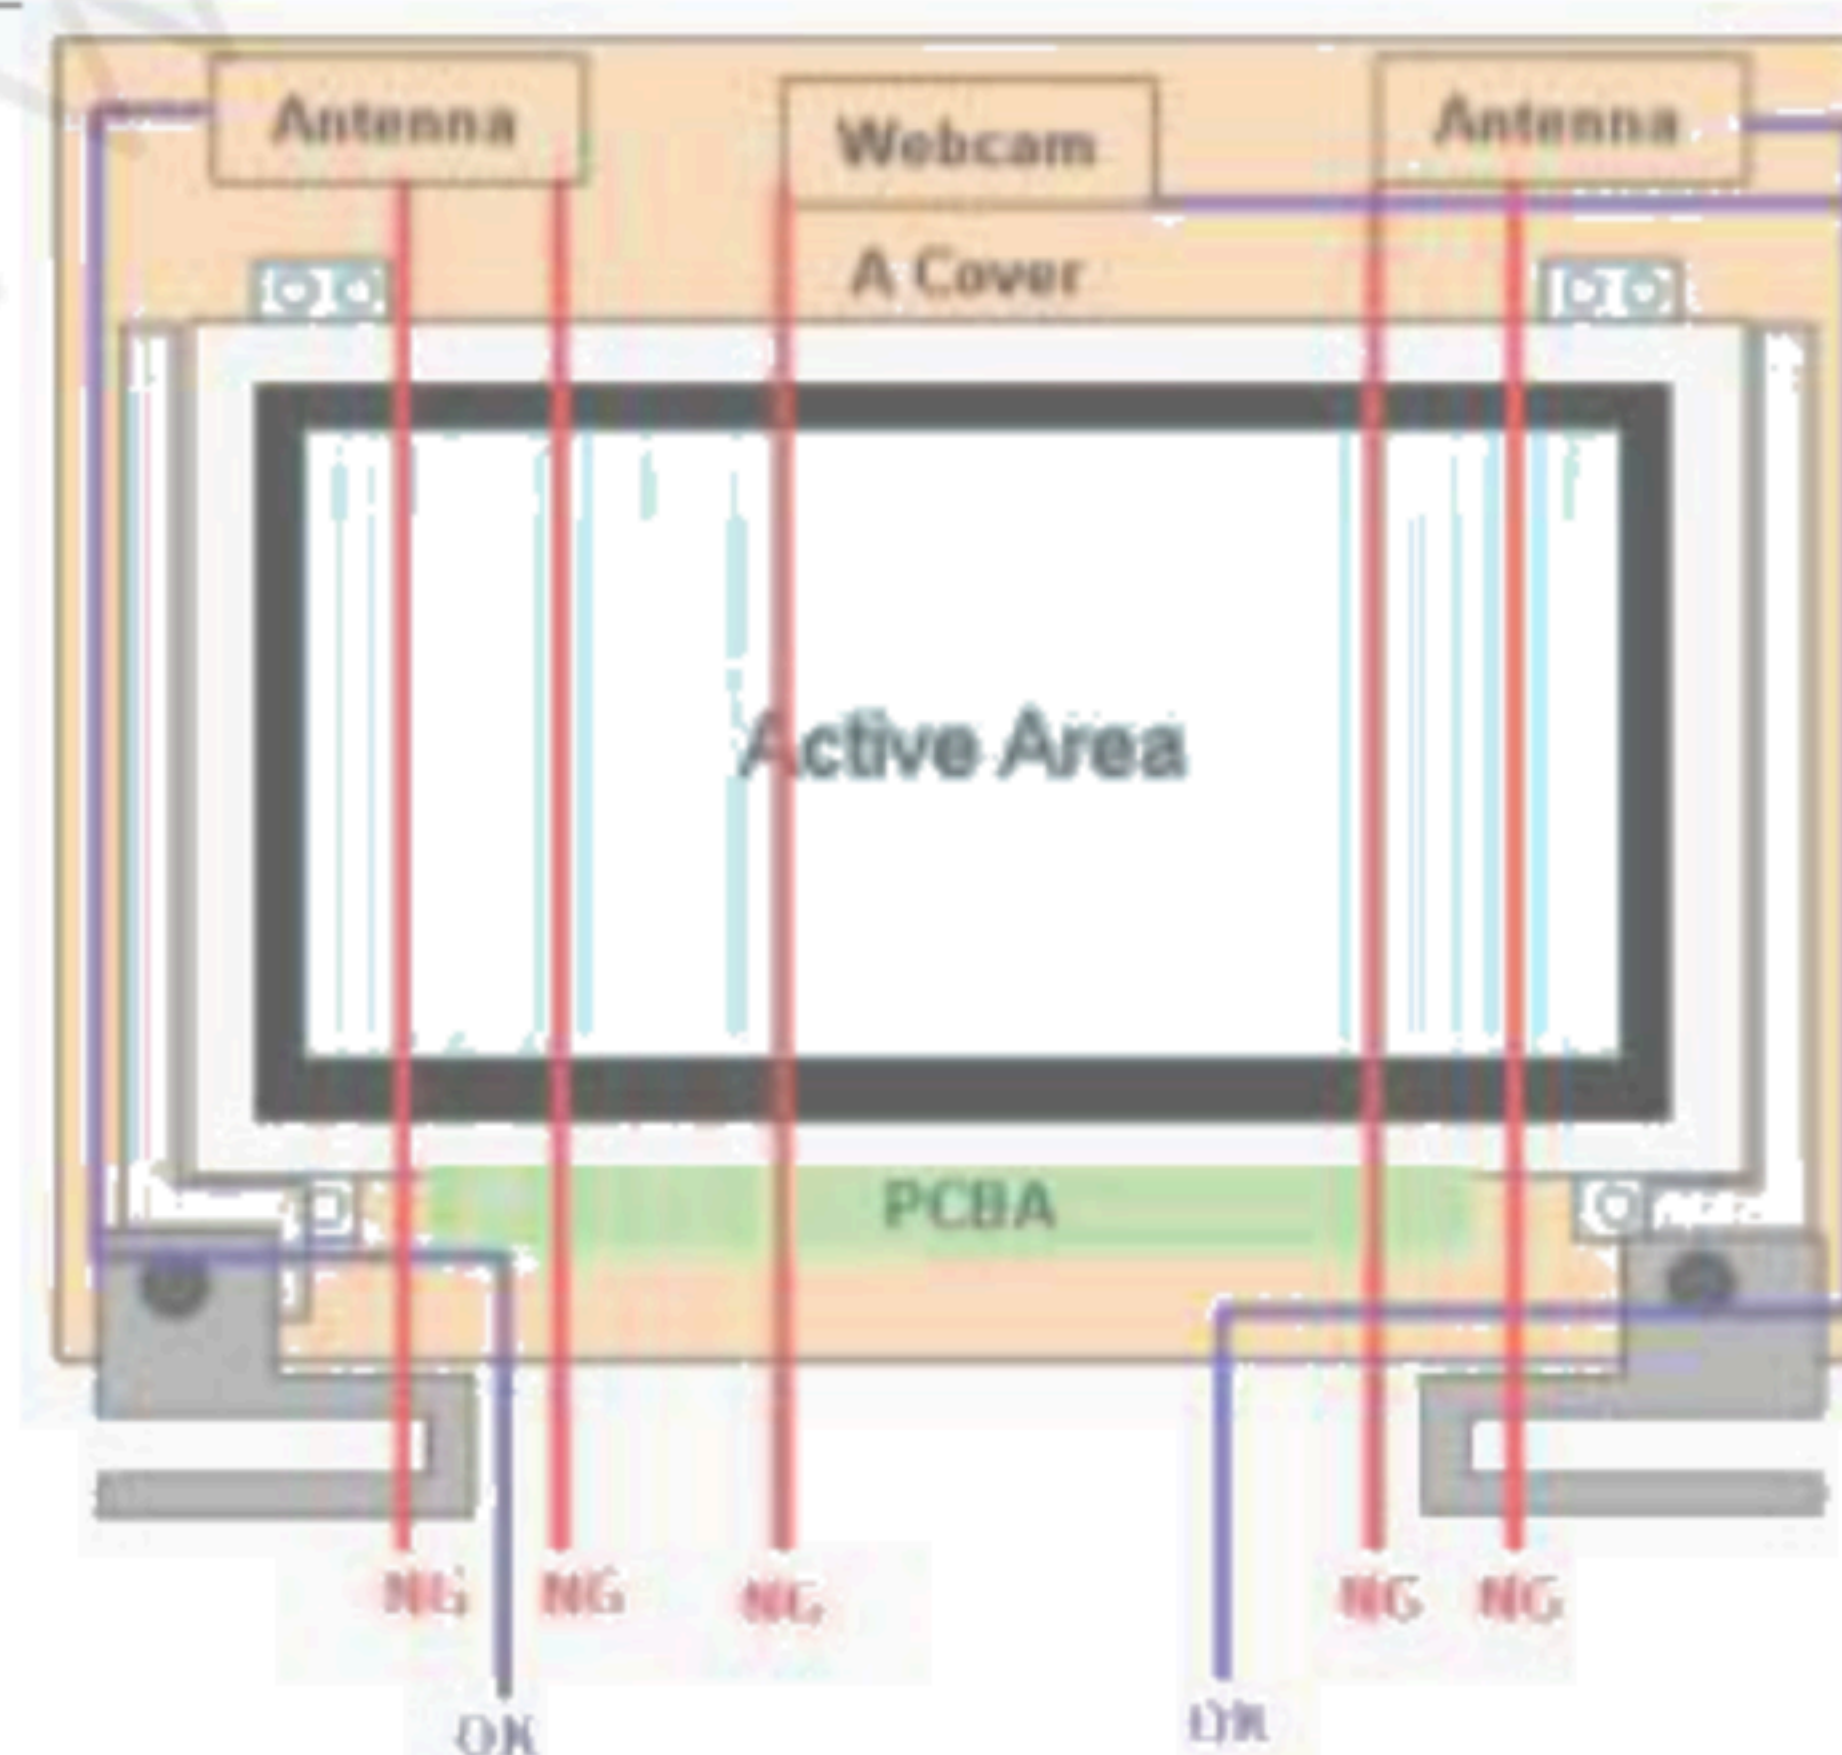 Antenna
Webcam
Antenna
A Cover
Active Area
PCBA
NG NG NG NG NG
OK OK